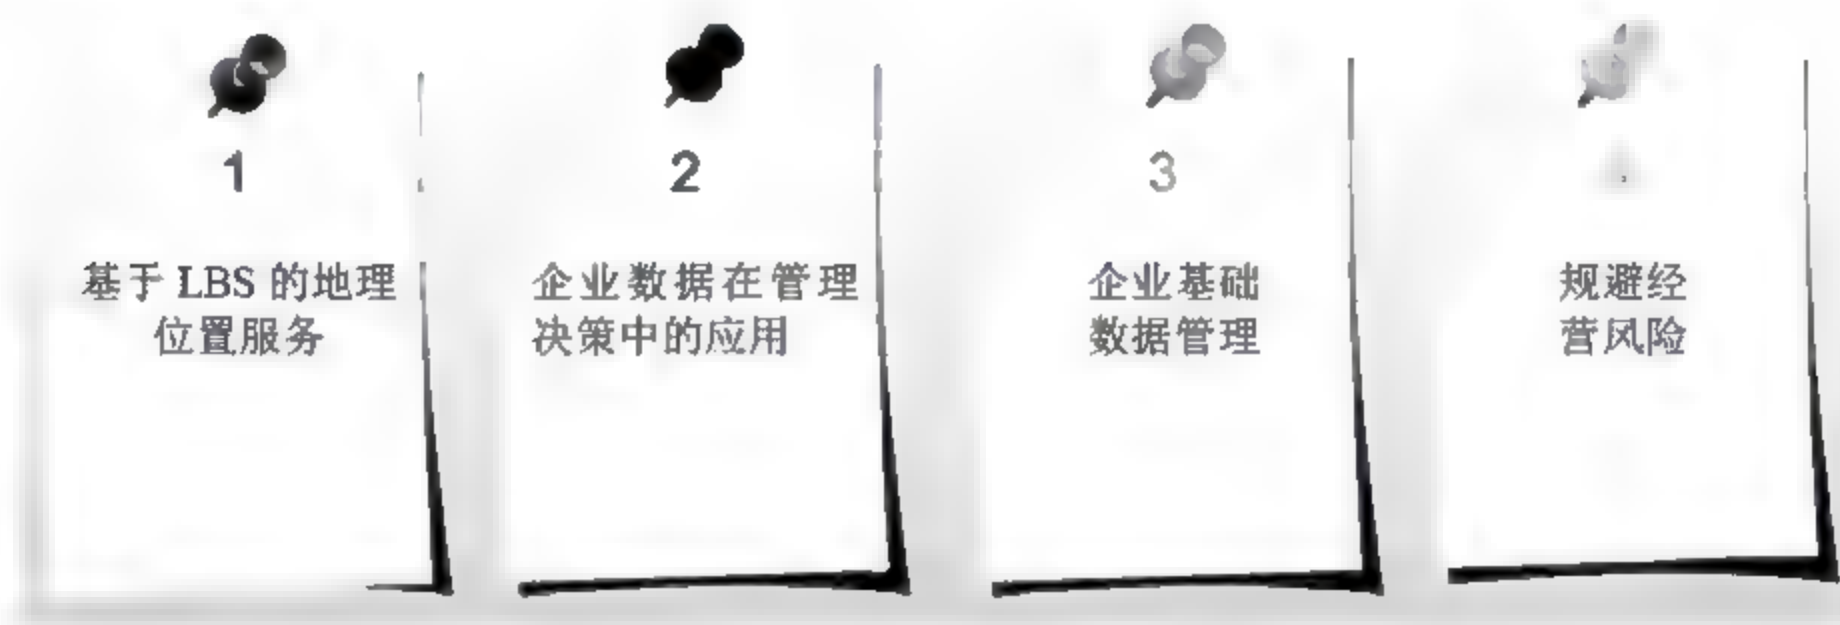 1
基于 LBS 的地理
位置服务
2
企业数据在管理
决策中的应用
3
企业基础
数据管理
规避经
营风险